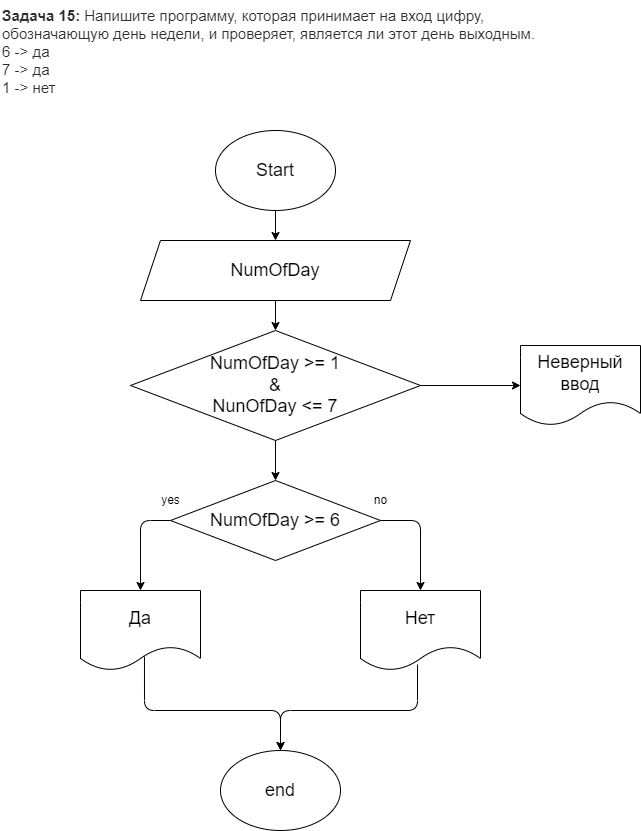 Задача 15: Напишите программу, которая принимает на вход цифру,
обозначающую день недели, и проверяет, является ли этот день выходным.
6 -> да
7 -> да
1 -> нет
Start
NumOfDay
NumOfDay >= 1
&
NunOfDay <= 7
Неверный
ввод
yes
no
NumOfDay >= 6
Да
Нет
end